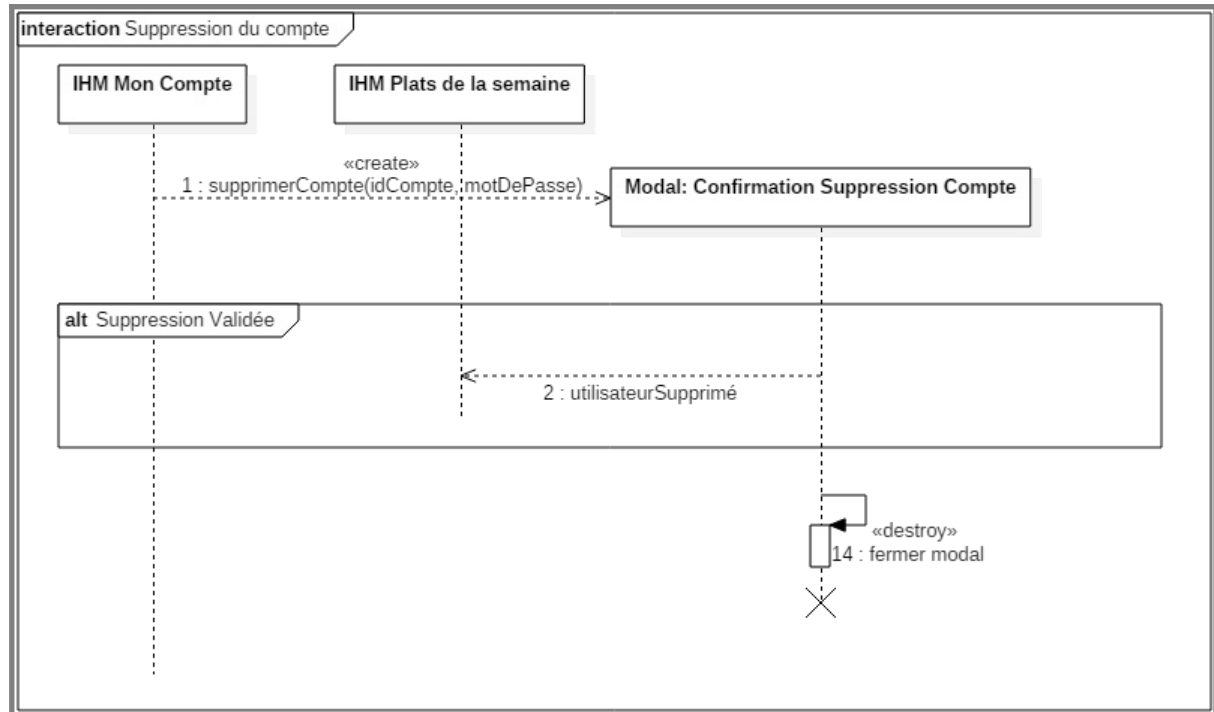 interaction Suppression du compte
IHM Mon Compte
IHM Plats de la semaine
«create»
1 : supprimerCompte(idCompte, motDePasse)
Modal: Confirmation Suppression Compte
alt Suppression Validée
2 : utilisateurSupprimé
«destroy»
14 : fermer modal